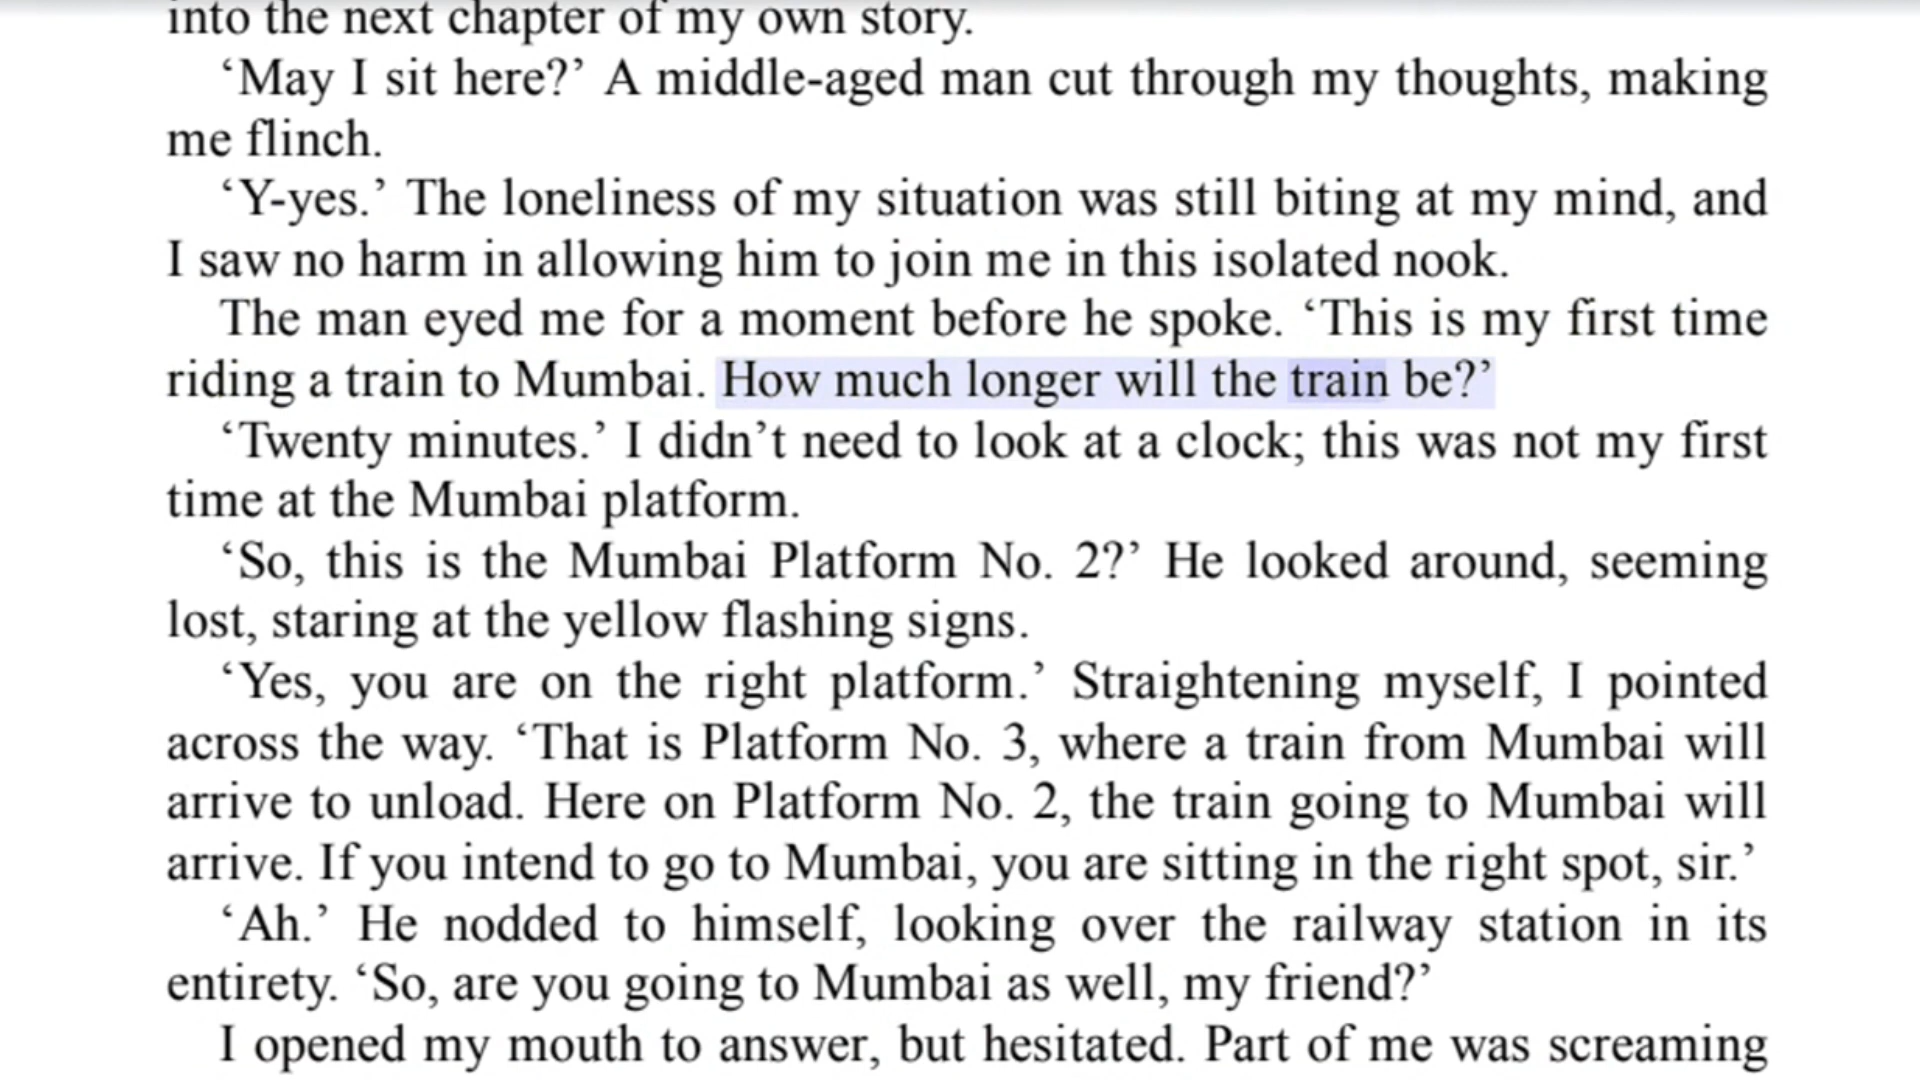 into the next chapter of my own story.
‘May I sit here?’ A middle-aged man cut through my thoughts, making
me flinch.
‘Y-yes.’ The loneliness of my situation was still biting at my mind, and
I saw no harm in allowing him to join me in this isolated nook.
The man eyed me for a moment before he spoke. ‘This is my first time
riding a train to Mumbai. How much longer will the train be?’
‘Twenty minutes.’ I didn’t need to look at a clock; this was not my first
time at the Mumbai platform.
‘So, this is the Mumbai Platform No. 2?’ He looked around, seeming
lost, staring at the yellow flashing signs.
‘Yes, you are on the right platform.’ Straightening myself, I pointed
across the way. ‘That is Platform No. 3, where a train from Mumbai will
arrive to unload. Here on Platform No. 2, the train going to Mumbai will
arrive. If you intend to go to Mumbai, you are sitting in the right spot, sir.’
‘Ah.’ He nodded to himself, looking over the railway station in its
entirety. ‘So, are you going to Mumbai as well, my friend?’
I opened my mouth to answer, but hesitated. Part of me was screaming